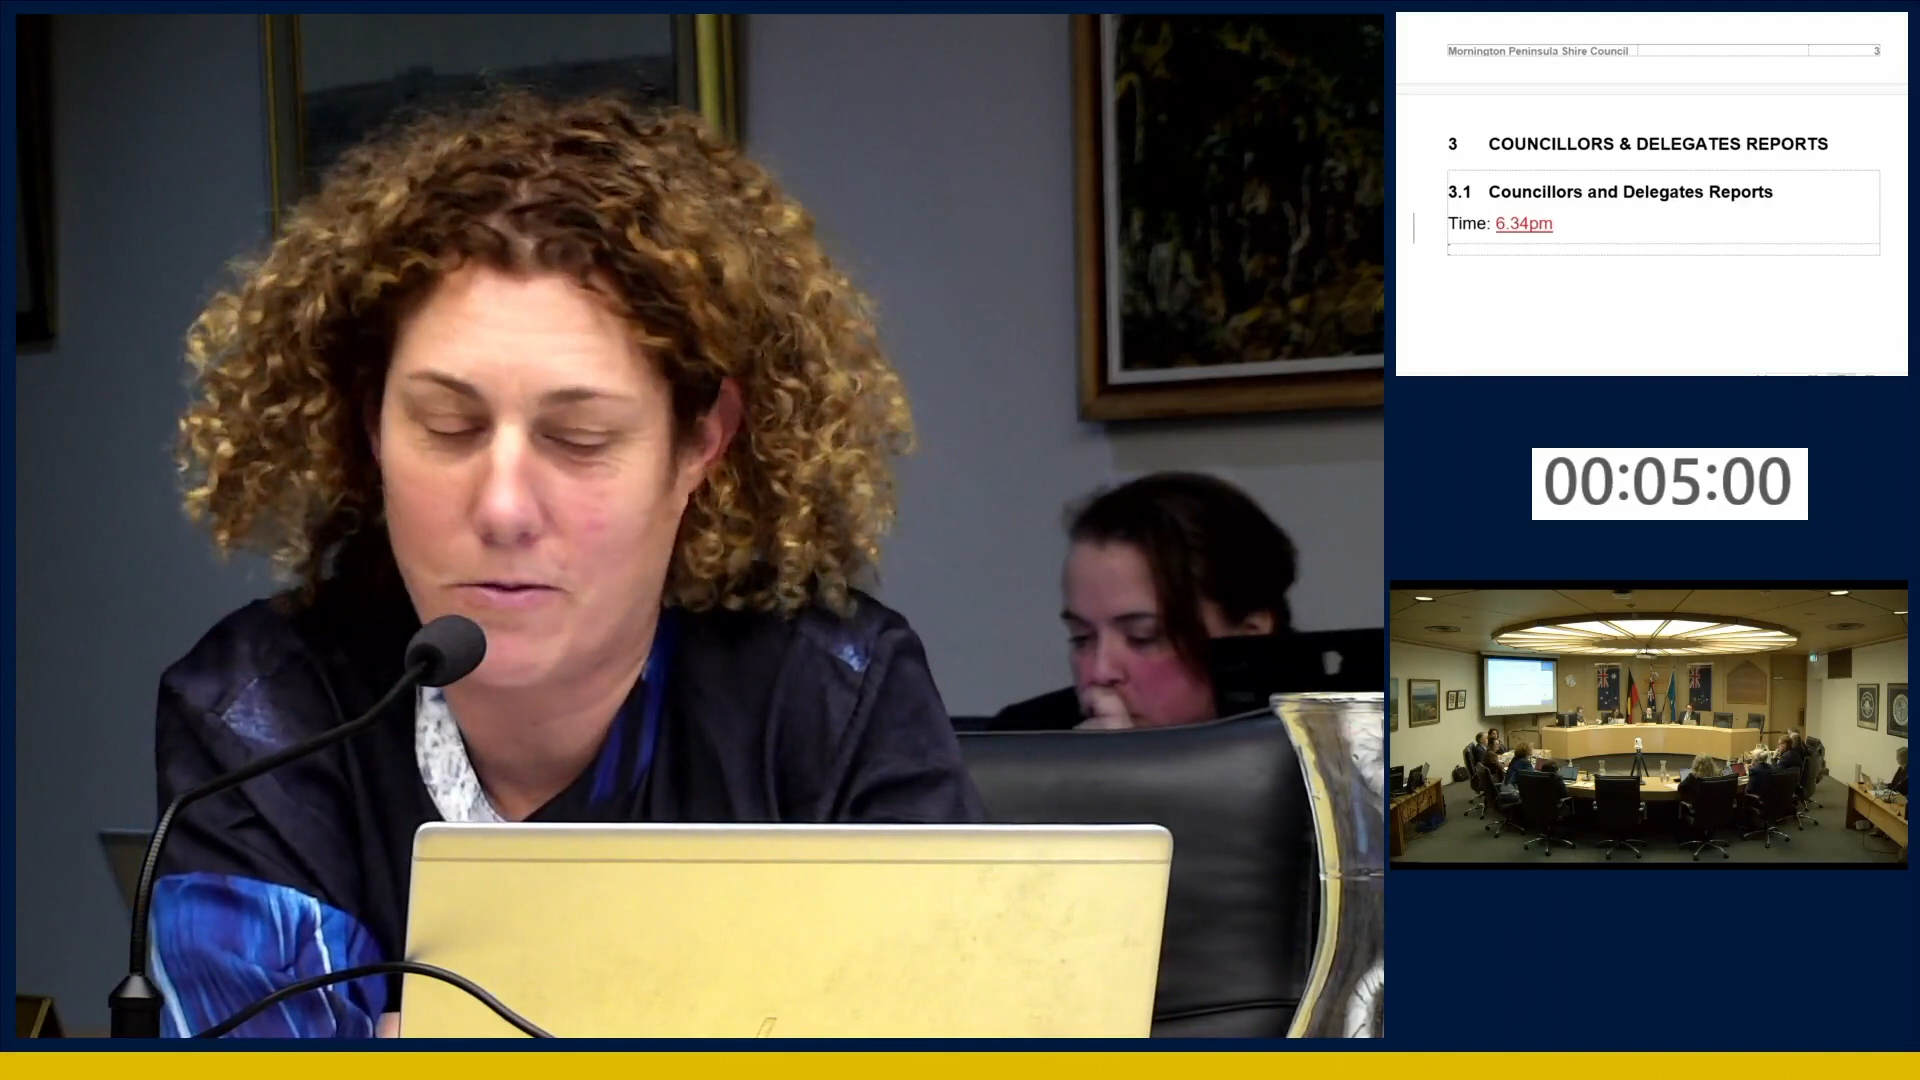 Mornington Peninsula Shire Council 3
3 COUNCILLORS & DELEGATES REPORTS
3.1 Councillors and Delegates Reports
Time: 6.34pm
00:05:00